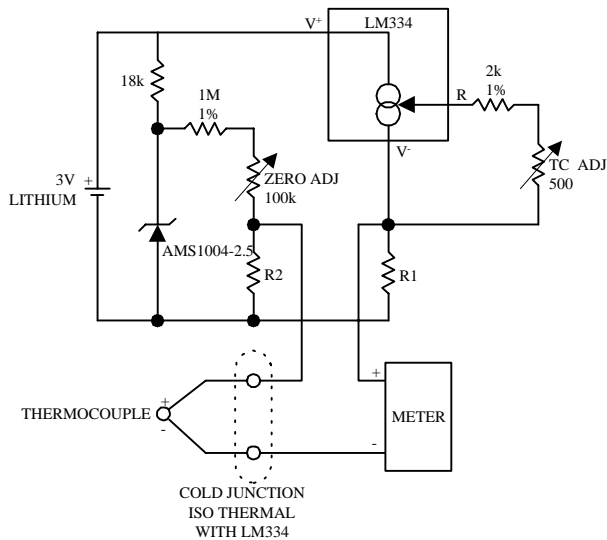 V+
LM334
18k
1M
1%
2k
1%
R
V-
ZERO ADJ
100k
TC ADJ
500
3V
+
LITHIUM
AMS1004-2.5
R2
R1
+
METER
-
THERMOCOUPLE
+
-
COLD JUNCTION
ISO THERMAL
WITH LM334